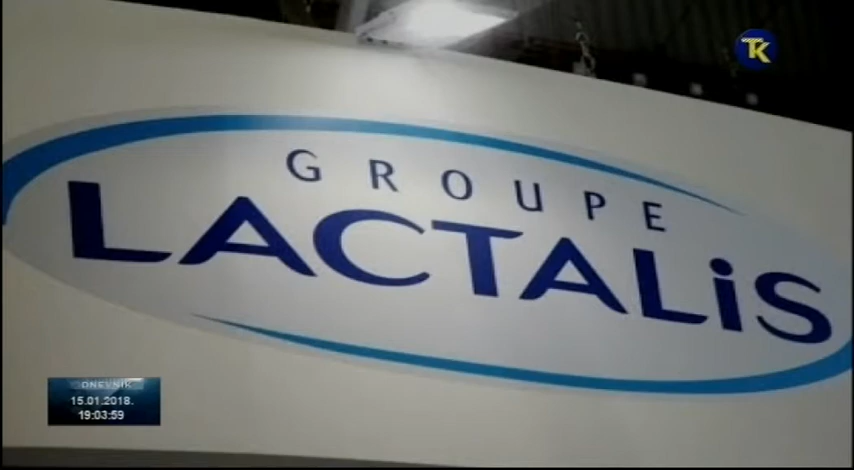 TK
GROUPE
LACTALiS
DNEVNIK
15.01.2018.
19:03:59